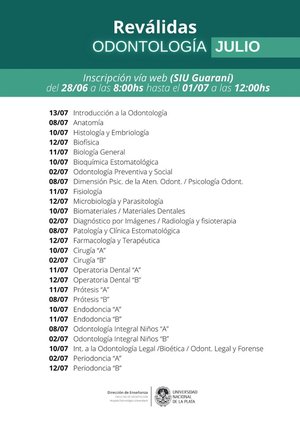 Reválidas
ODONTOLOGÍA JULIO
Inscripción vía web (SIU Guaraní)
del 28/06 a las 8:00hs hasta el 01/07 a las 12:00hs
13/07 Introducción a la Odontología
08/07 Anatomía
10/07 Histología y Embriología
12/07 Biofísica
11/07 Biología General
10/07 Bioquímica Estomatológica
02/07 Odontología Preventiva y Social
08/07 Dimensión Psic. de la Aten. Odont. / Psicología Odont.
11/07 Fisiología
12/07 Microbiología y Parasitología
10/07 Biomateriales / Materiales Dentales
02/07 Diagnóstico por Imágenes / Radiología y fisioterapia
08/07 Patología y Clínica Estomatológica
12/07 Farmacología y Terapéutica
10/07 Cirugía "A"
02/07 Cirugía "B"
11/07 Operatoria Dental "A"
12/07 Operatoria Dental "B"
11/07 Prótesis "A"
08/07 Prótesis "B"
10/07 Endodoncia "A"
11/07 Endodoncia "B"
08/07 Odontología Integral Niños "A"
02/07 Odontología Integral Niños "B"
10/07 Int. a la Odontología Legal /Bioética / Odont. Legal y Forense
02/07 Periodoncia "A"
12/07 Periodoncia "B"
Dirección de Enseñanza
UNIVERSIDAD
NACIONAL
DE LA PLATA